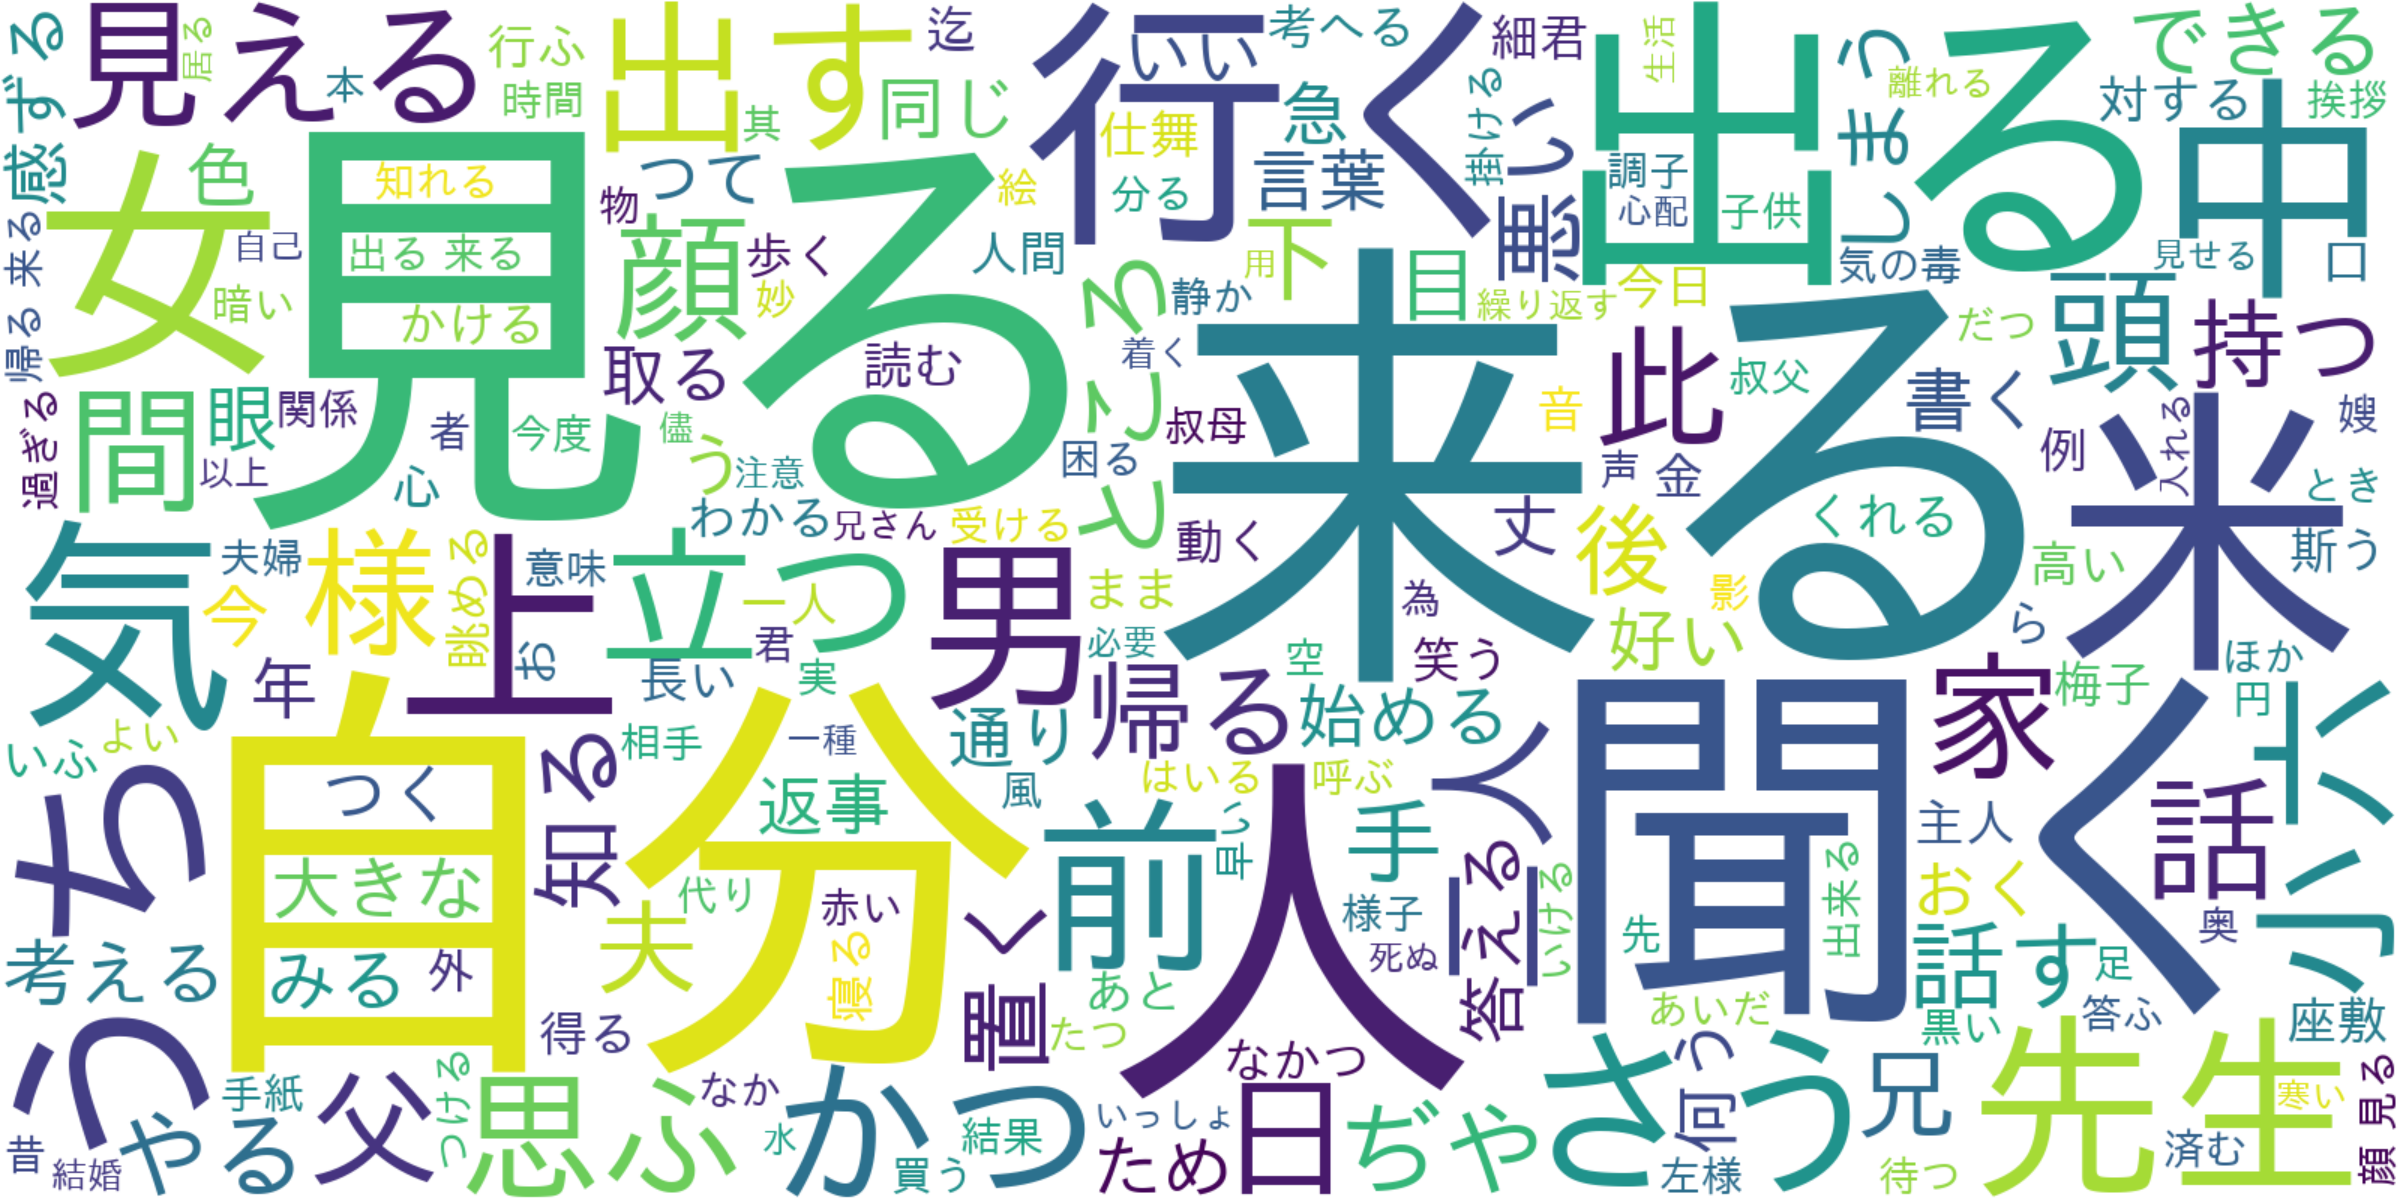 感ずる
見える
居る
本
行ふ
時間
出す
迄
同じ
其
行く
いい
考へる
細君
急
仕舞
言葉
掛ける
悪い
出る
生活
しまう
離れる
できる
対する
挨拶
中
女
色
知れる
見る
出る 来る
かける
自己
暗い
帰る 来る
物
つて
顔
歩く
妙
絵
人間
分る
下
用
静か
目
繰り返す
今日
調子
心配
子供
気の毒
見せる
口
ところ
着く
来る
此
叔父
だつ
頭
持つ
取る
読む
間
眼
関係
者
今度
儘
う
注意
叔母
困る
音
声
金
書く
例
入れる
米
嫂
とき
過ぎる
以上
心
わかる
兄さん
受ける
動く
丈
後
くれる
高い
斯う
気
夫婦
今
様
眺める
上
意味
お
立つ
一人
君
長い
実
男
まま
必要
為
空
笑う
好い
影
ら
ほか
円
梅子
年
いふ
よい
うち
自分
つく
大きな
みる
外
知る
相手
一種
返事
代り
赤い
寝る
夫
得る
通り
風
帰る
始める
はいる
呼ぶ
前
早い
人
手
様子
死ぬ
答える
一人一人
いける
聞く
先
出来る
あいだ
家
主人
おく
話
話す
足
奥
黒い
答ふ
座敷
小さい
考える
置く
たつ
あと
なかつ
昔
結婚
やる
手紙
父
つける
思ふ
なか
水
かつ
買う
結果
いっしょ
ため
日
ぢや
さう
何う
左様
兄
待つ
先生
済む
寒い
顔 見る